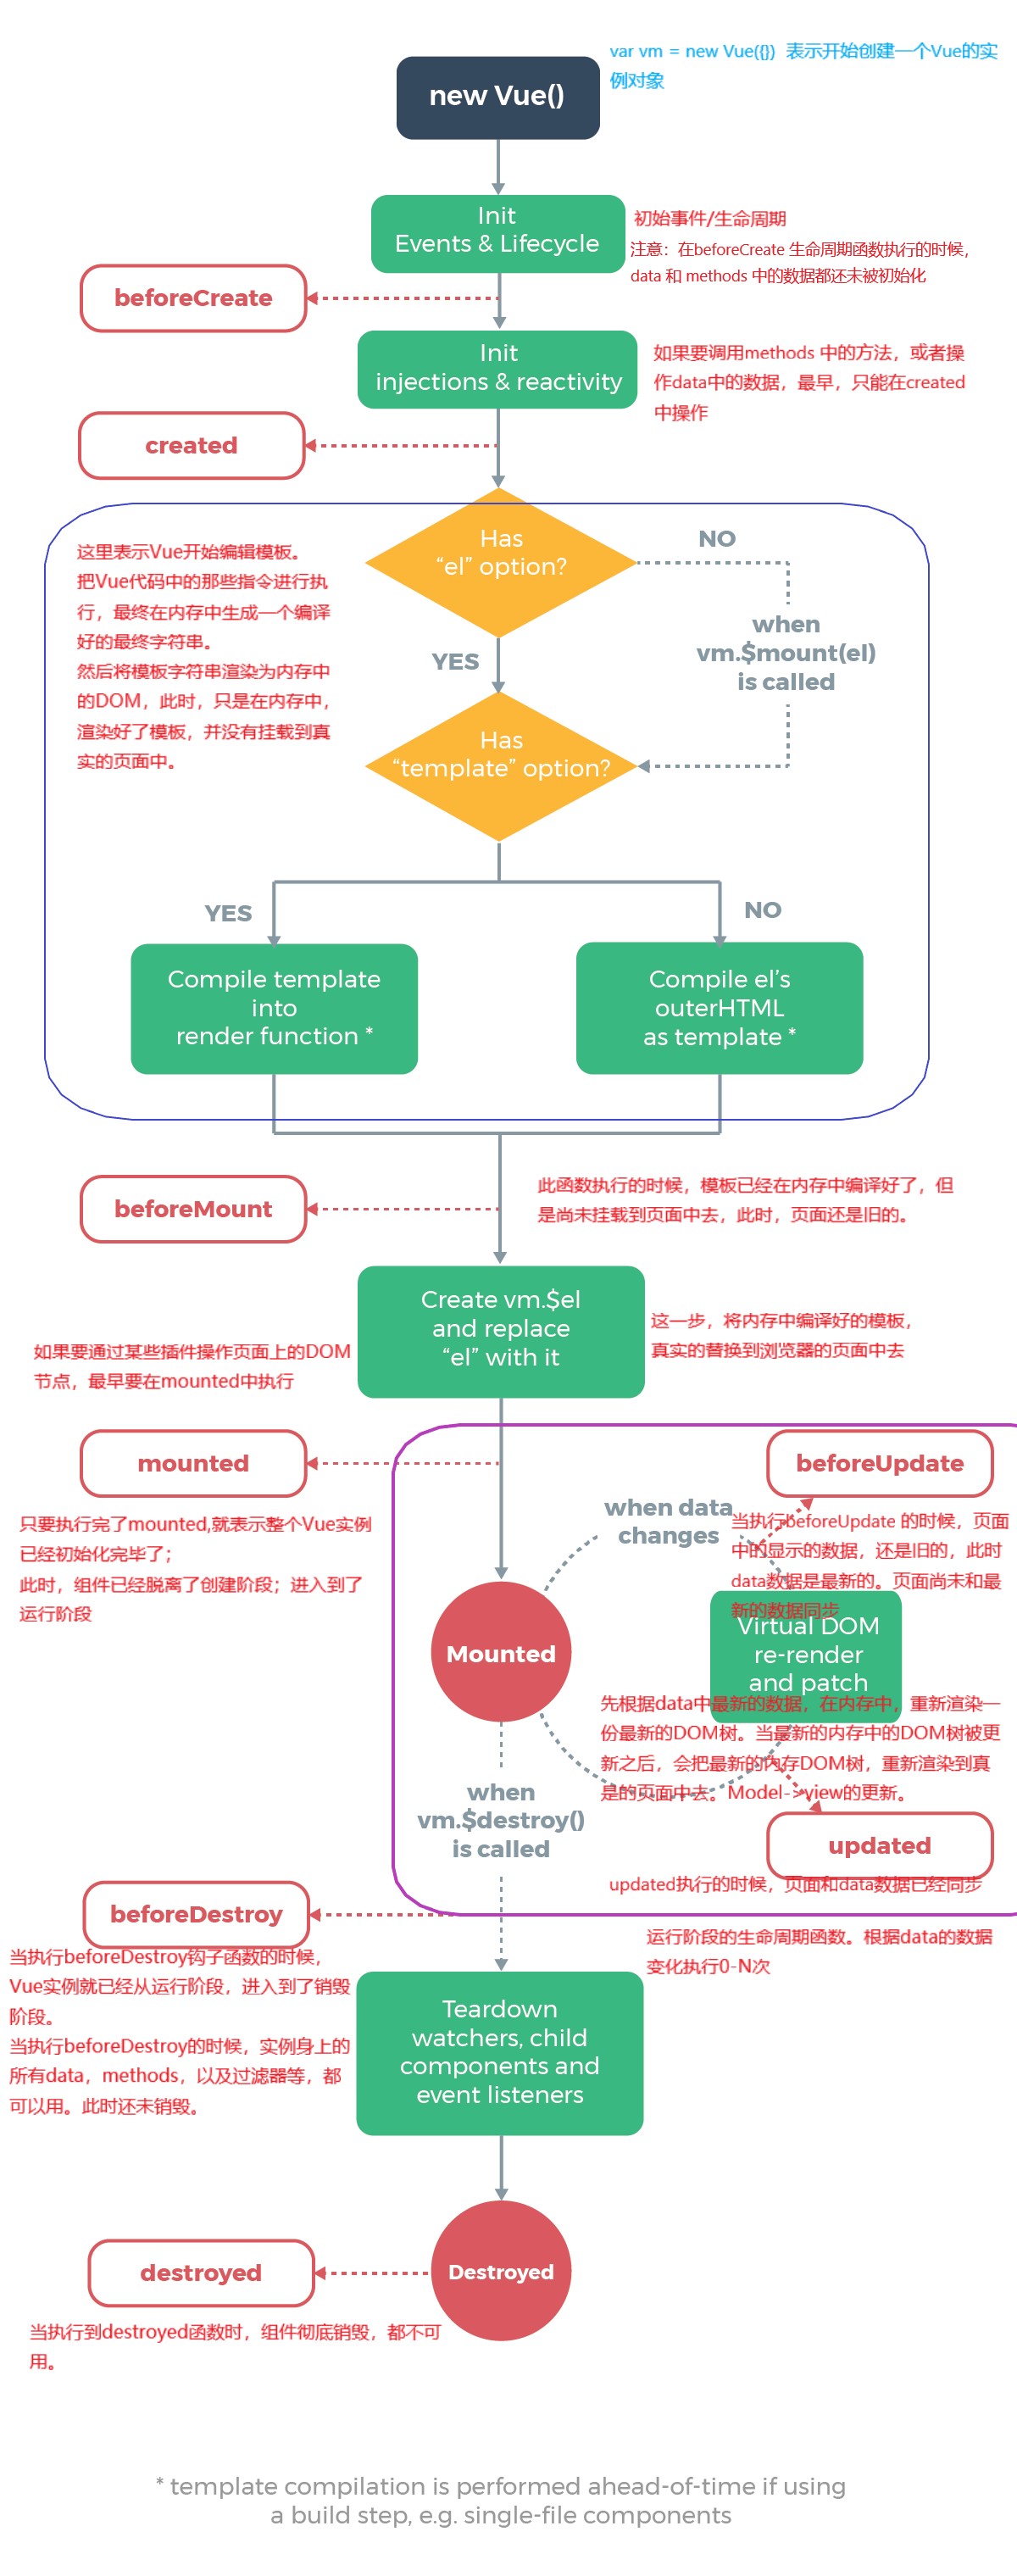 var vm = new Vue({})  表示开始创建一个Vue的实
例对象
new Vue()
Init
Events & Lifecycle
初始事件/生命周期
注意：在beforeCreate 生命周期函数执行的时候，
data 和 methods 中的数据都还未被初始化
beforeCreate
Init
injections & reactivity
如果要调用methods 中的方法，或者操
作data中的数据，最早，只能在created
中操作
created
Has
“el” option?
NO
这里表示Vue开始编辑模板。
把Vue代码中的那些指令进行执
行，最终在内存中生成一个编译
好的最终字符串。
然后将模板字符串渲染为内存中
的DOM，此时，只是在内存中，
渲染好了模板，并没有挂载到真
实的页面中。
when
vm.$mount(el)
is called
YES
Has
“template” option?
YES
NO
Compile template
into
render function *
Compile el’s
outerHTML
as template *
beforeMount
此函数执行的时候，模板已经在内存中编译好了，但
是尚未挂载到页面中去，此时，页面还是旧的。
Create vm.$el
and replace
“el” with it
这一步，将内存中编译好的模板，
真实的替换到浏览器的页面中去
如果要通过某些插件操作页面上的DOM
节点，最早要在mounted中执行
mounted
beforeUpdate
只要执行完了mounted,就表示整个Vue实例
已经初始化完毕了；
此时，组件已经脱离了创建阶段；进入到了
运行阶段
when data
changes
当执行beforeUpdate 的时候，页面
中的显示的数据，还是旧的，此时
data数据是最新的。页面尚未和最
新的数据同步
Mounted
Virtual DOM
re-render
and patch
先根据data中最新的数据，在内存中，重新渲染一
份最新的DOM树。当最新的内存中的DOM树被更
新之后，会把最新的内存DOM树，重新渲染到真
是的页面中去。Model->view的更新。
when
vm.$destroy()
is called
updated
updated执行的时候，页面和data数据已经同步
beforeDestroy
运行阶段的生命周期函数。根据data的数据
变化执行0-N次
当执行beforeDestroy钩子函数的时候，
Vue实例就已经从运行阶段，进入到了销毁
阶段。
当执行beforeDestroy的时候，实例身上的
所有data，methods，以及过滤器等，都
可以用。此时还未销毁。
Teardown
watchers, child
components and
event listeners
destroyed
Destroyed
当执行到destroyed函数时，组件彻底销毁，都不可
用。
* template compilation is performed ahead-of-time if using
a build step, e.g. single-file components